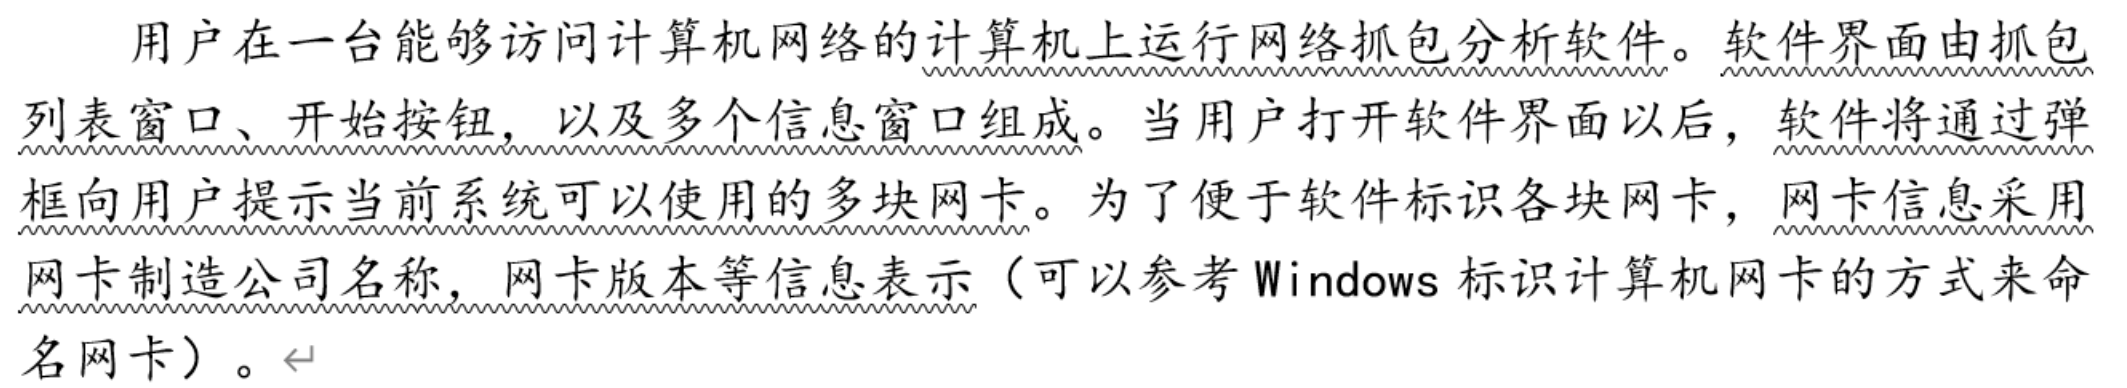 用户在一台能够访问计算机网络的计算机上运行网络抓包分析软件。软件界面由抓包
列表窗口、开始按钮，以及多个信息窗口组成。当用户打开软件界面以后，软件将通过弹
框向用户提示当前系统可以使用的多块网卡。为了便于软件标识各块网卡，网卡信息采用
网卡制造公司名称，网卡版本等信息表示（可以参考 Windows 标识计算机网卡的方式来命
名网卡）。↵